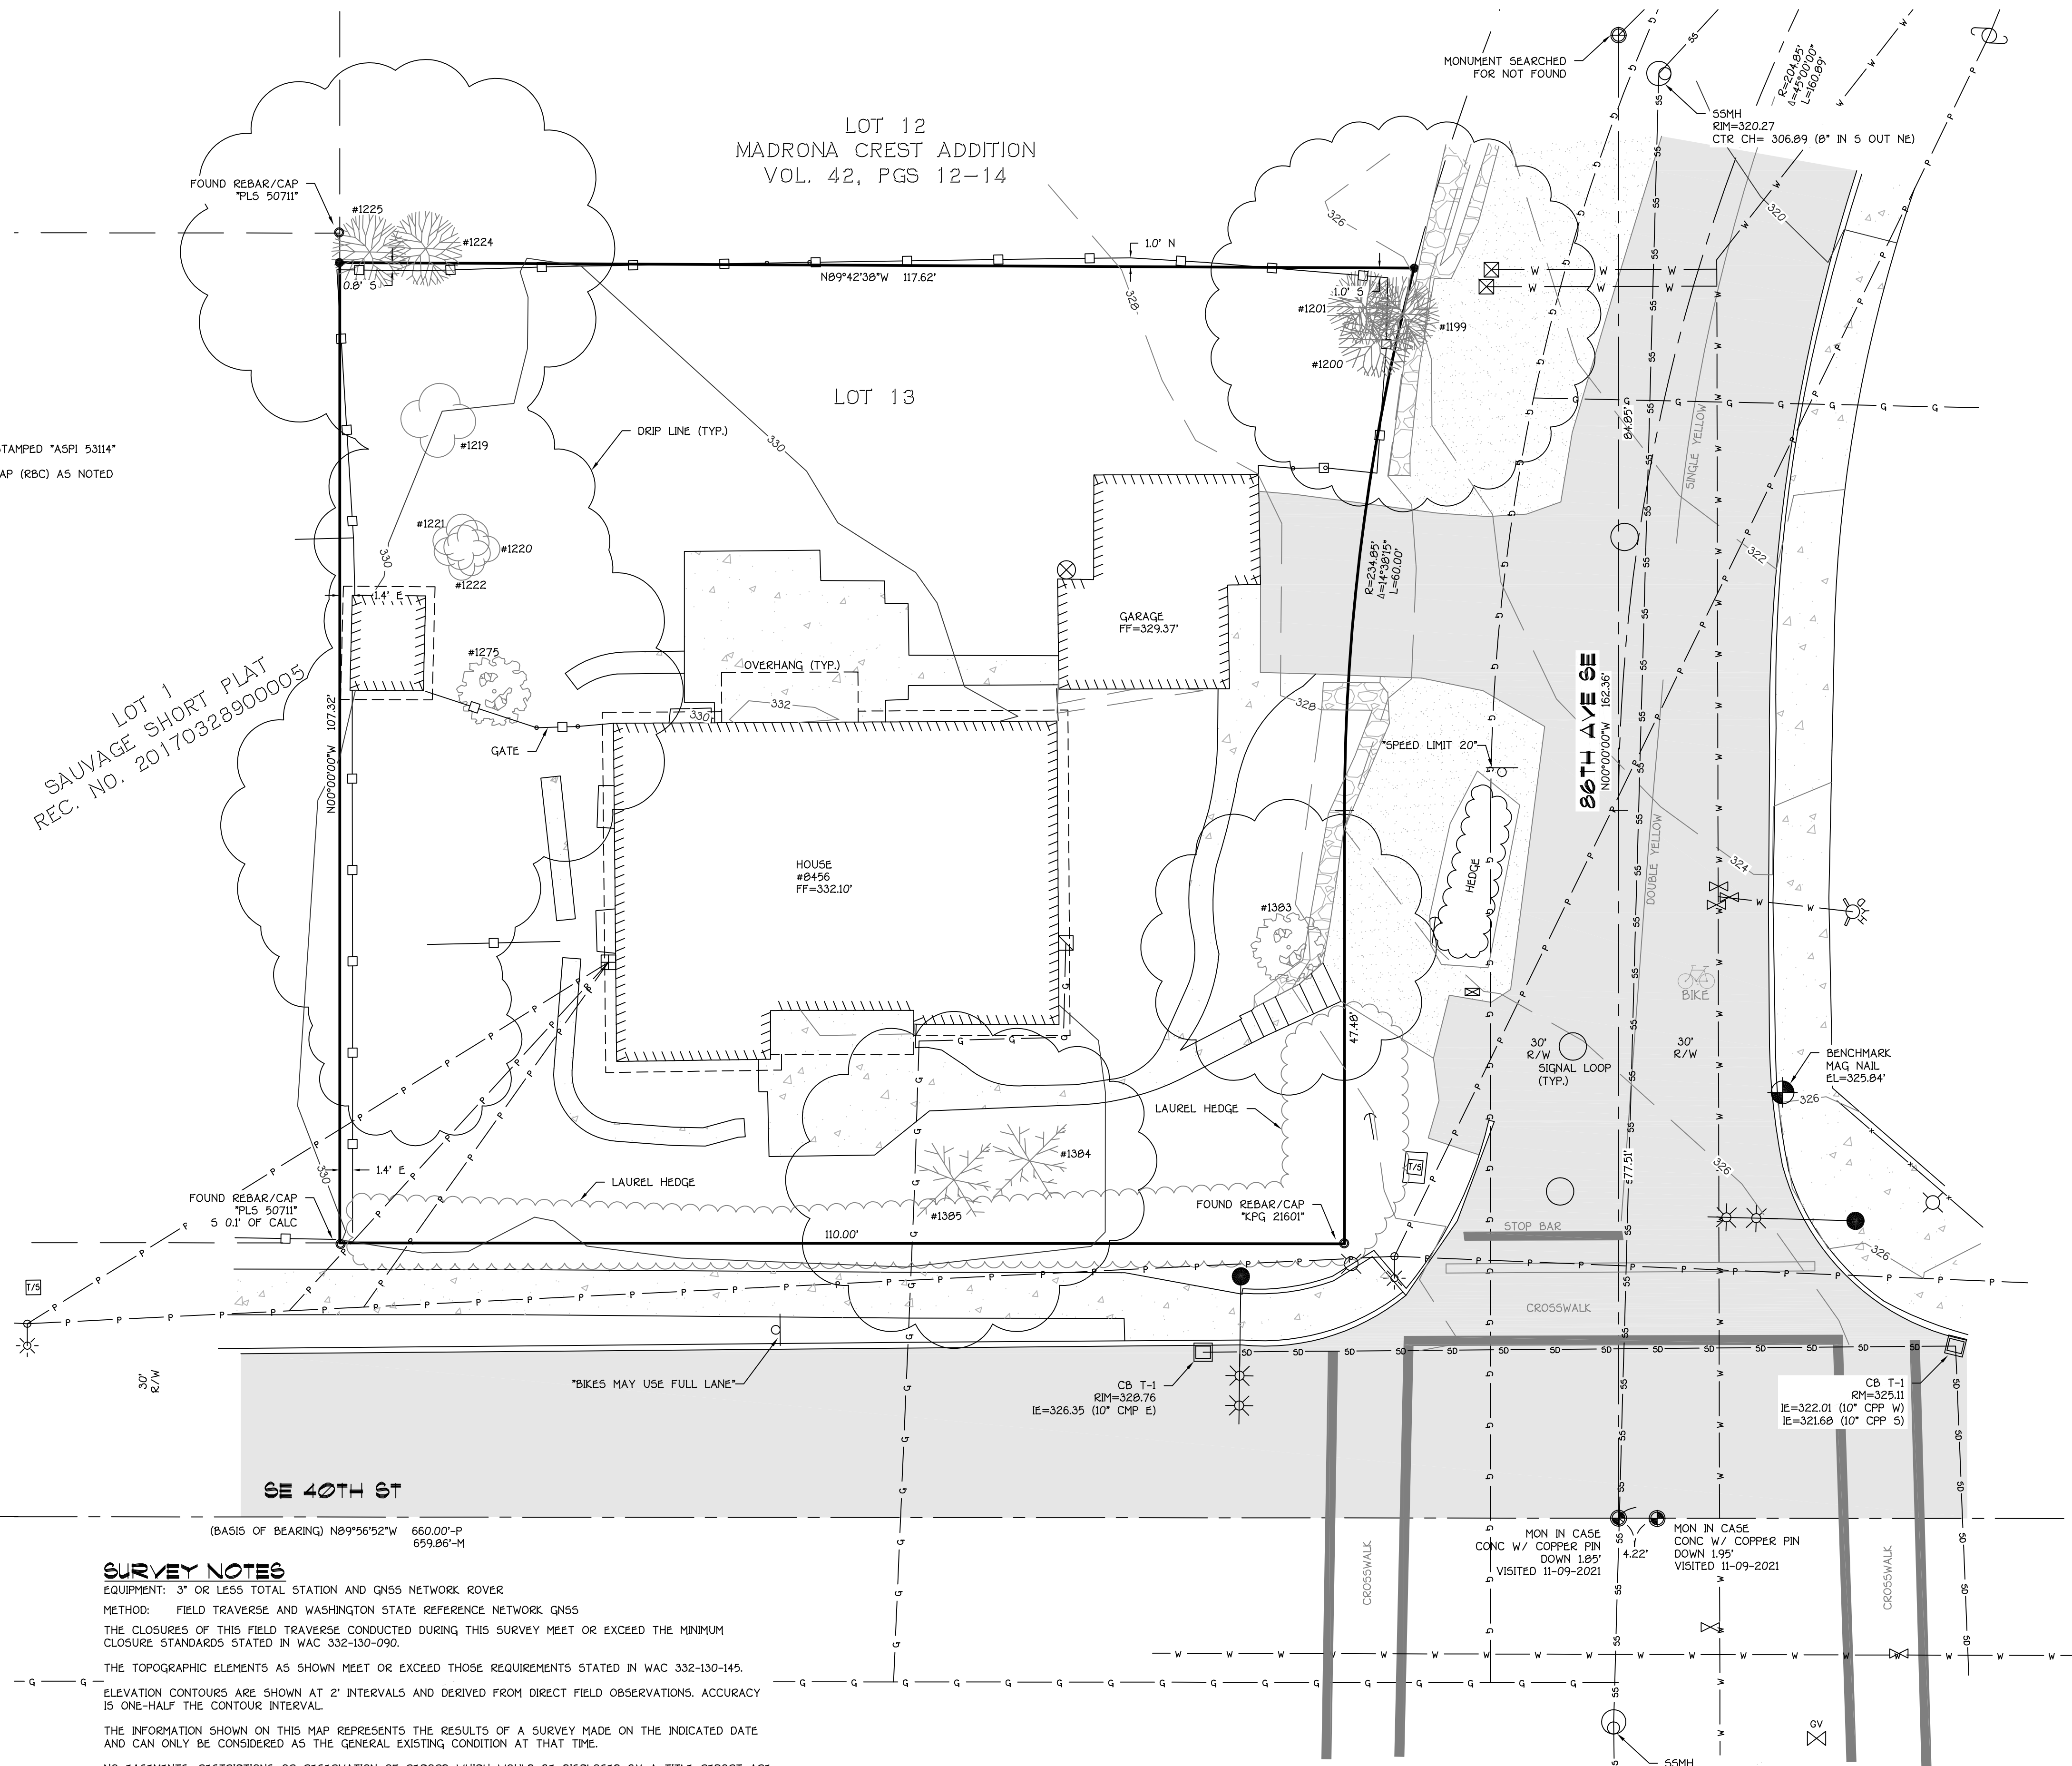 MONUMENT SEARCHED
FOR NOT FOUND
R=204.85'
Δ=45°00'00"
L=160.89'
SSMH
RIM=320.27
CTR CH= 306.89 (8" IN S OUT NE)
LOT 12
MADRONA CREST ADDITION
VOL. 42, PGS 12-14
FOUND REBAR/CAP
"PLS 50711"
#1225
#1224
326
320
1.0' N
N89°42'38"W 117.62'
0.8' S
328
1.0' S
#1201
#1199
#1200
LOT 13
84.85'
SINGLE YELLOW
STAMPED "ASPI 53114"
AP (RBC) AS NOTED
DRIP LINE (TYP.)
330
#1219
#1221
#1220
#1222
330
322
R=234.85'
Δ=14°38'15"
L=60.00'
1.4' E
GARAGE
FF=329.37'
#1275
OVERHANG (TYP.)
LOT 1
SAUVAGE SHORT PLAT
REC. NO. 20170328900005
N00°00'00"W 107.32'
330
332
328
GATE
"SPEED LIMIT 20"
86TH AVE SE
N00°00'00"W 162.36'
HOUSE
#8456
FF=332.10'
HEDGE
DOUBLE YELLOW
324
#1383
HYD
BIKE
47.48'
30'
R/W
30'
R/W
SIGNAL LOOP
(TYP.)
BENCHMARK
MAG NAIL
EL=325.84'
326
LAUREL HEDGE
#1384
T/S
77.51'
326
1.4' E
330
LAUREL HEDGE
FOUND REBAR/CAP
"PLS 50711"
S 0.1' OF CALC
#1385
FOUND REBAR/CAP
"KPG 21601"
STOP BAR
110.00'
326
T/S
CROSSWALK
30'
R/W
"BIKES MAY USE FULL LANE"
CB T-1
RIM=328.76
IE=326.35 (10" CMP E)
CB T-1
RM=325.11
IE=322.01 (10" CPP W)
IE=321.68 (10" CPP S)
SE 40TH ST
(BASIS OF BEARING) N89°56'52"W 660.00'-P
659.86'-M
MON IN CASE
CONC W/ COPPER PIN
DOWN 1.85'
VISITED 11-09-2021
4.22'
MON IN CASE
CONC W/ COPPER PIN
DOWN 1.95'
VISITED 11-09-2021
CROSSWALK
CROSSWALK
SURVEY NOTES
EQUIPMENT: 3" OR LESS TOTAL STATION AND GNSS NETWORK ROVER
METHOD: FIELD TRAVERSE AND WASHINGTON STATE REFERENCE NETWORK GNSS
THE CLOSURES OF THIS FIELD TRAVERSE CONDUCTED DURING THIS SURVEY MEET OR EXCEED THE MINIMUM
CLOSURE STANDARDS STATED IN WAC 332-130-090.
THE TOPOGRAPHIC ELEMENTS AS SHOWN MEET OR EXCEED THOSE REQUIREMENTS STATED IN WAC 332-130-145.
ELEVATION CONTOURS ARE SHOWN AT 2' INTERVALS AND DERIVED FROM DIRECT FIELD OBSERVATIONS. ACCURACY
IS ONE-HALF THE CONTOUR INTERVAL.
THE INFORMATION SHOWN ON THIS MAP REPRESENTS THE RESULTS OF A SURVEY MADE ON THE INDICATED DATE
AND CAN ONLY BE CONSIDERED AS THE GENERAL EXISTING CONDITION AT THAT TIME.
GV
SSMH